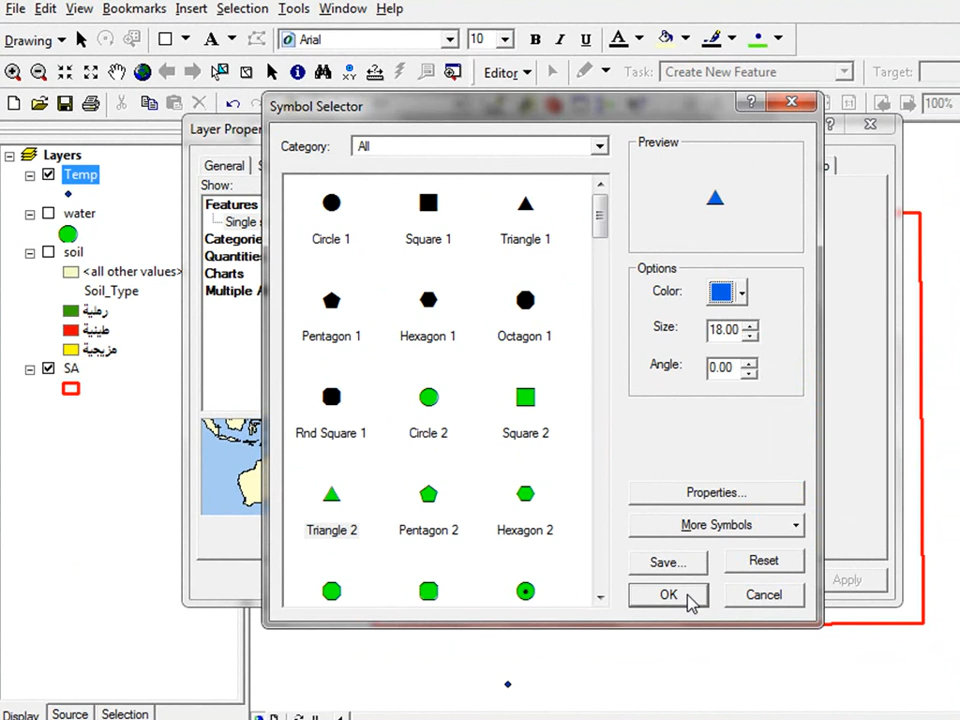 File Edit View Bookmarks Insert Selection Tools Window Help
Drawing A Arial 10 B I U A
Editor Task: Create New Feature Target:
100%
Symbol Selector
Layer Proper
Category: All
Preview
General
Show:
Features
Single s
Categorie
Quantities
Charts
Multiple A
Layers
Temp
water
soil
<all other values>
Soil_Type
رملية
طينية
مزيجية
SA
Circle 1 Square 1 Triangle 1
Pentagon 1 Hexagon 1 Octagon 1
Rnd Square 1 Circle 2 Square 2
Triangle 2 Pentagon 2 Hexagon 2
Options
Color:
Size: 18.00
Angle: 0.00
Properties...
More Symbols
Save... Reset
OK Cancel
Apply
Display Source Selection